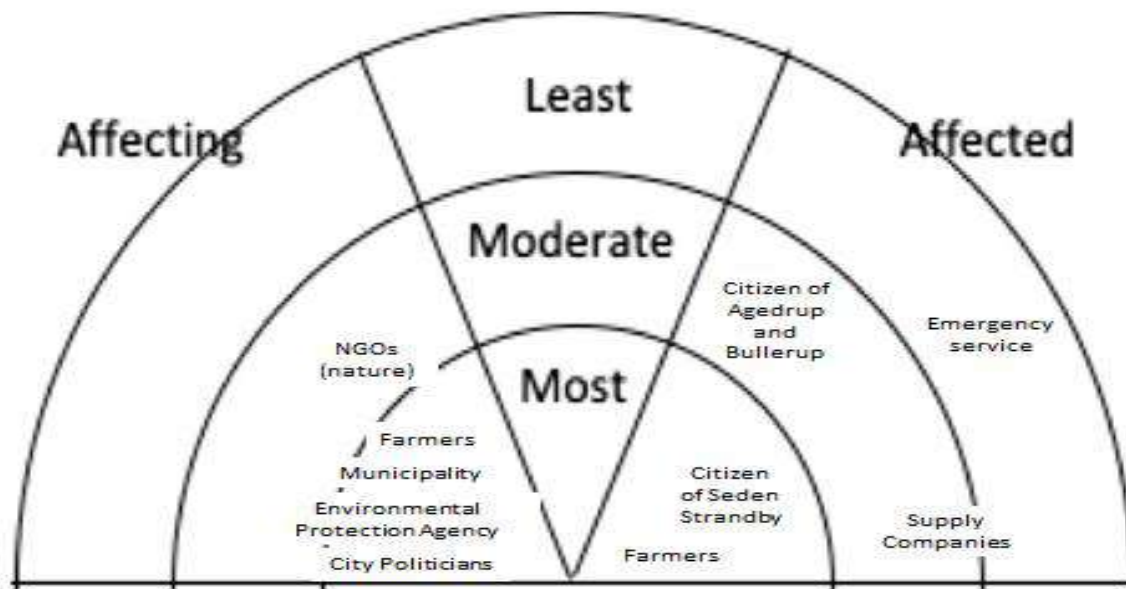 Least
Affecting
Affected
Moderate
Citizen of
Agedrup
and
Bullerup
Emergency
service
NGOs
(nature)
Most
Farmers
Municipality
Environmental
Protection Agency
City Politicians
Citizen
of Seden
Strandby
Farmers
Supply
Companies